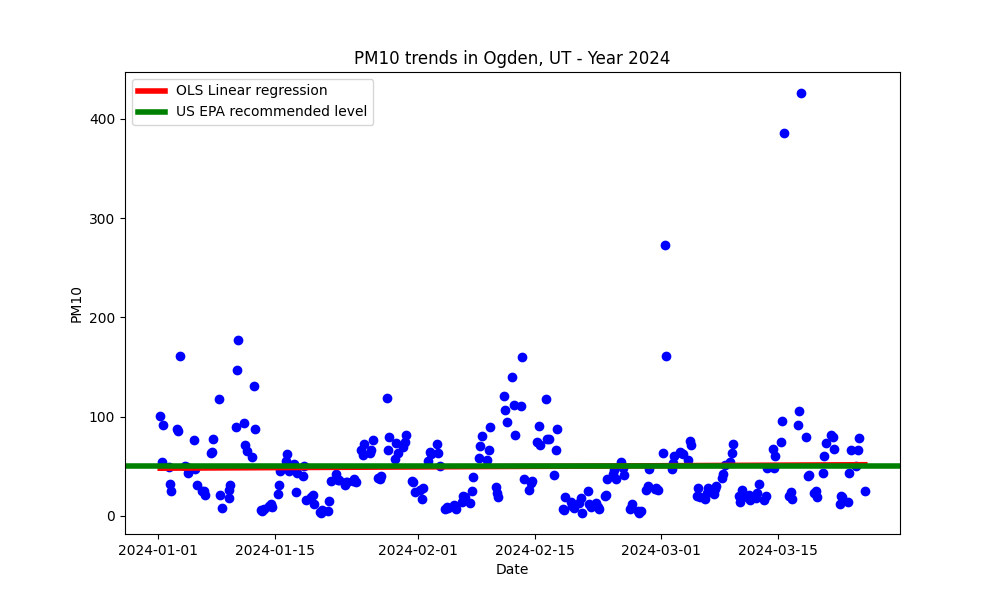 PM10 trends in Ogden, UT - Year 2024
OLS Linear regression
US EPA recommended level
400
300
200
100
0
PM10
2024-01-01 2024-01-15 2024-02-01 2024-02-15 2024-03-01 2024-03-15
Date